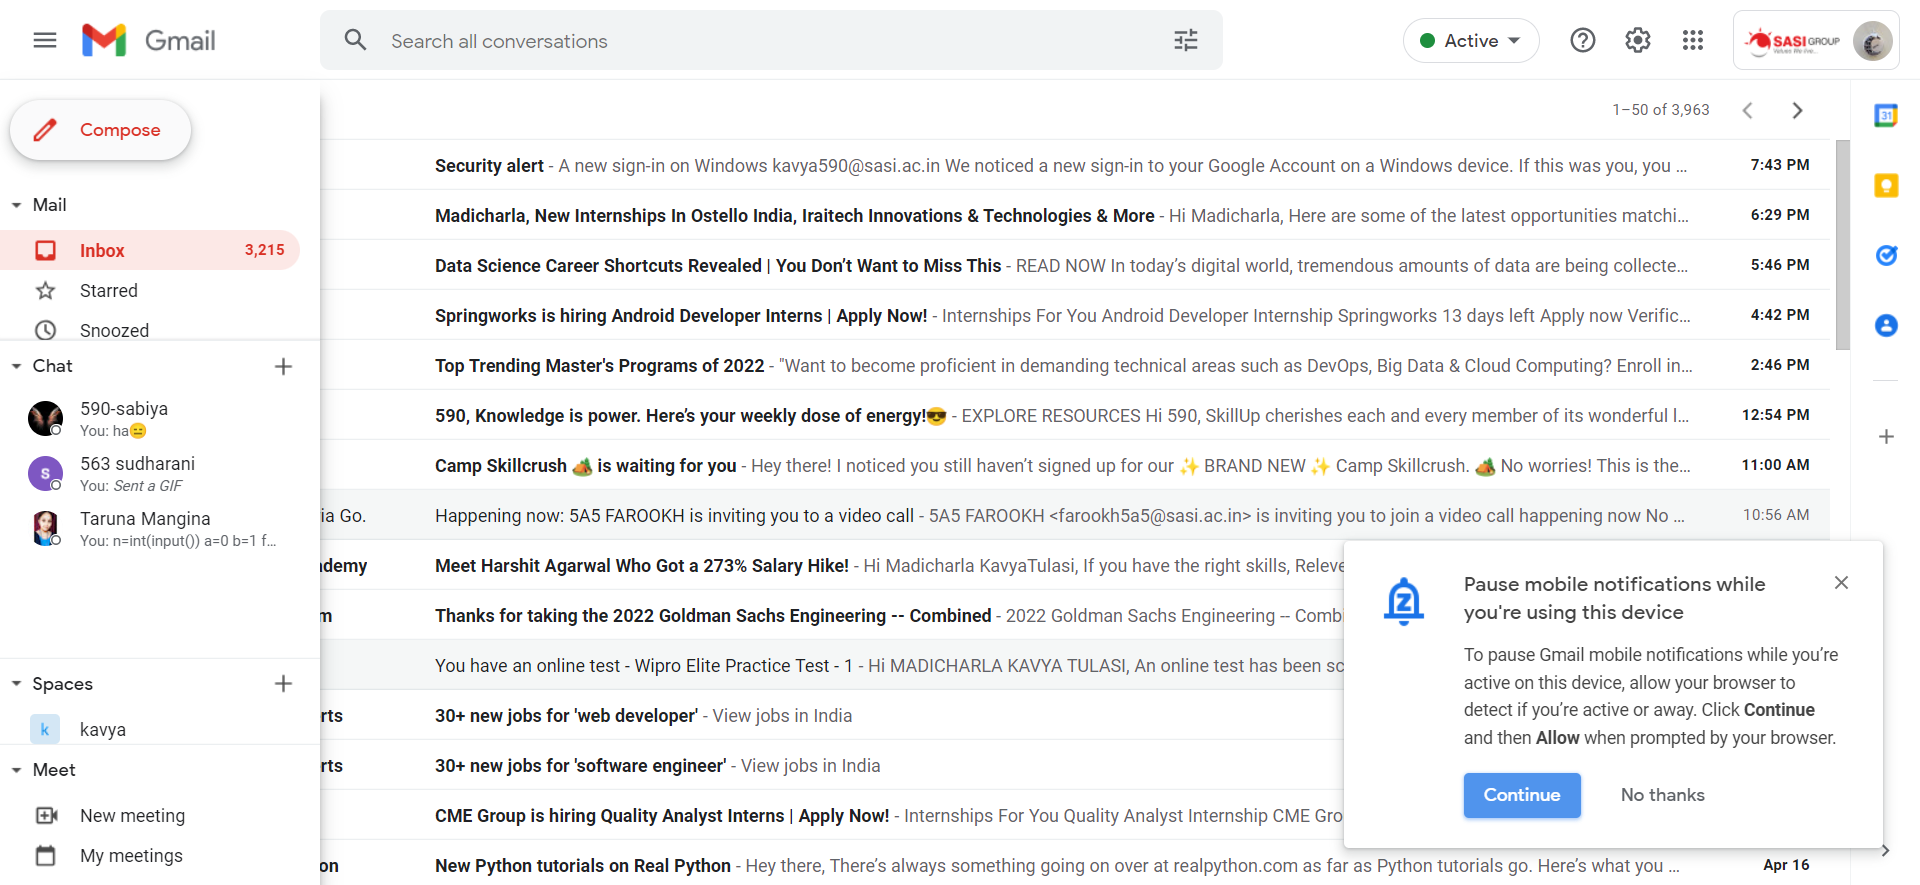 Gmail
Search all conversations
Active
SASI GROUP
Compose
1–50 of 3,963
Mail
Inbox 3,215
Starred
Snoozed
Chat
590-sabiya
You: ha😑
563 sudharani
You: Sent a GIF
Taruna Mangina
You: n=int(input()) a=0 b=1 f…
Spaces
k kavya
Meet
New meeting
My meetings
Security alert - A new sign-in on Windows kavya590@sasi.ac.in We noticed a new sign-in to your Google Account on a Windows device. If this was you, you … 7:43 PM
Madicharla, New Internships In Ostello India, Iraitech Innovations & Technologies & More - Hi Madicharla, Here are some of the latest opportunities matchi… 6:29 PM
Data Science Career Shortcuts Revealed | You Don’t Want to Miss This - READ NOW In today’s digital world, tremendous amounts of data are being collecte… 5:46 PM
Springworks is hiring Android Developer Interns | Apply Now! - Internships For You Android Developer Internship Springworks 13 days left Apply now Verific… 4:42 PM
Top Trending Master's Programs of 2022 - "Want to become proficient in demanding technical areas such as DevOps, Big Data & Cloud Computing? Enroll in… 2:46 PM
590, Knowledge is power. Here’s your weekly dose of energy!😎 - EXPLORE RESOURCES Hi 590, SkillUp cherishes each and every member of its wonderful l… 12:54 PM
Camp Skillcrush 🏕️ is waiting for you - Hey there! I noticed you still haven’t signed up for our ✨ BRAND NEW ✨ Camp Skillcrush. 🏕️ No worries! This is the… 11:00 AM
ia Go. Happening now: 5A5 FAROOKH is inviting you to a video call - 5A5 FAROOKH <farookh5a5@sasi.ac.in> is inviting you to join a video call happening now No … 10:56 AM
ademy Meet Harshit Agarwal Who Got a 273% Salary Hike! - Hi Madicharla KavyaTulasi, If you have the right skills, Releve
m Thanks for taking the 2022 Goldman Sachs Engineering -- Combined - 2022 Goldman Sachs Engineering -- Combi
You have an online test - Wipro Elite Practice Test - 1 - Hi MADICHARLA KAVYA TULASI, An online test has been sc
rts 30+ new jobs for 'web developer' - View jobs in India
rts 30+ new jobs for 'software engineer' - View jobs in India
CME Group is hiring Quality Analyst Interns | Apply Now! - Internships For You Quality Analyst Internship CME Gro
on New Python tutorials on Real Python - Hey there, There’s always something going on over at realpython.com as far as Python tutorials go. Here’s what you … Apr 16
Pause mobile notifications while
you're using this device
To pause Gmail mobile notifications while you’re
active on this device, allow your browser to
detect if you’re active or away. Click Continue
and then Allow when prompted by your browser.
Continue No thanks
31